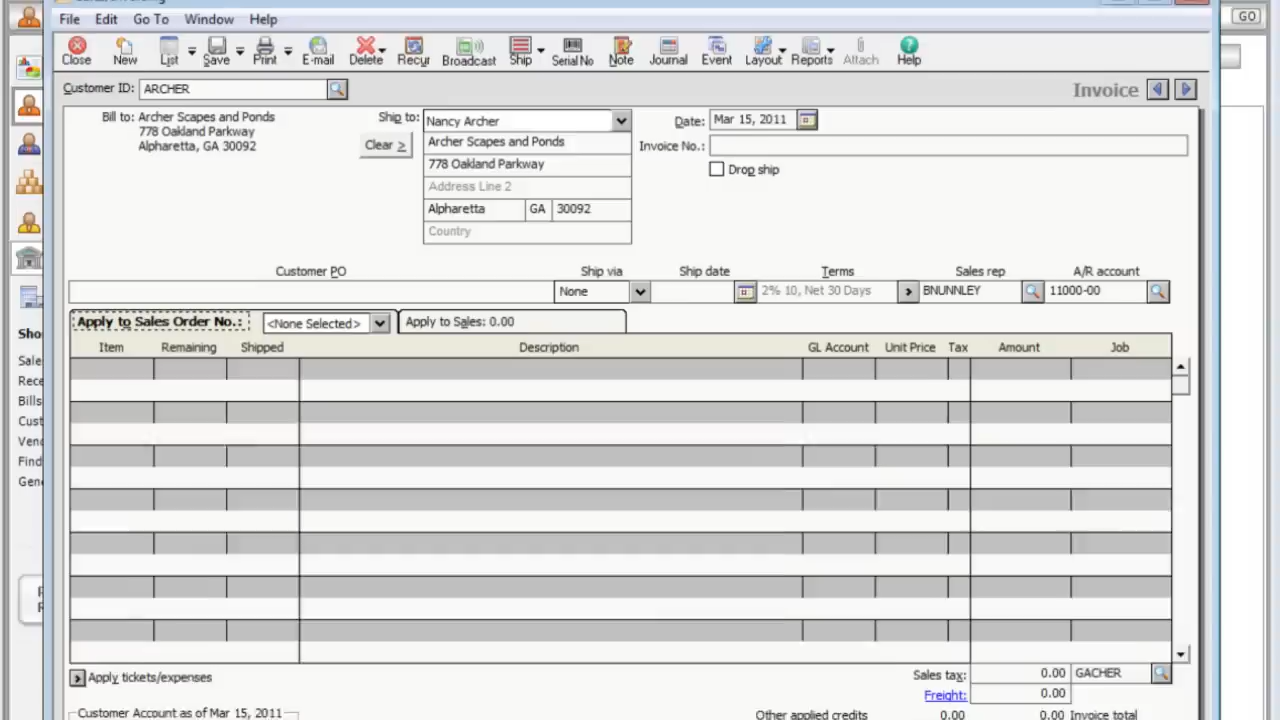 GO
File Edit Go To Window Help
Close New List Save Print E-mail Delete Recur Broadcast Ship Serial No Note Journal Event Layout Reports Attach Help
Customer ID: ARCHER
Invoice
Bill to: Archer Scapes and Ponds
778 Oakland Parkway
Alpharetta, GA 30092
Ship to: Nancy Archer
Clear >
Archer Scapes and Ponds
778 Oakland Parkway
Address Line 2
Alpharetta GA 30092
Country
Date: Mar 15, 2011
Invoice No.:
Drop ship
Customer PO Ship via Ship date Terms Sales rep A/R account
None 2% 10, Net 30 Days > BNUNNLEY 11000-00
Apply to Sales Order No.: <None Selected> Apply to Sales: 0.00
Item Remaining Shipped Description GL Account Unit Price Tax Amount Job
Sho
Sale
Rece
Bills
Cust
Vend
Find
Gene
> Apply tickets/expenses
Sales tax: 0.00 GACHER
Freight: 0.00
Customer Account as of Mar 15, 2011
Other applied credits 0.00 0.00 Invoice total